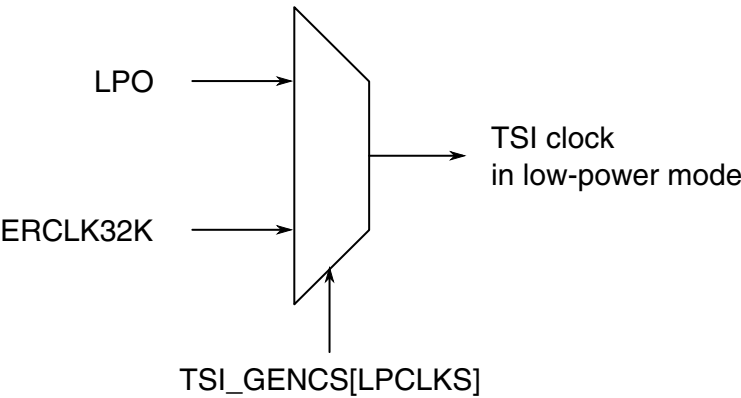 LPO
TSI clock
in low-power mode
ERCLK32K
TSI_GENCS[LPCLKS]